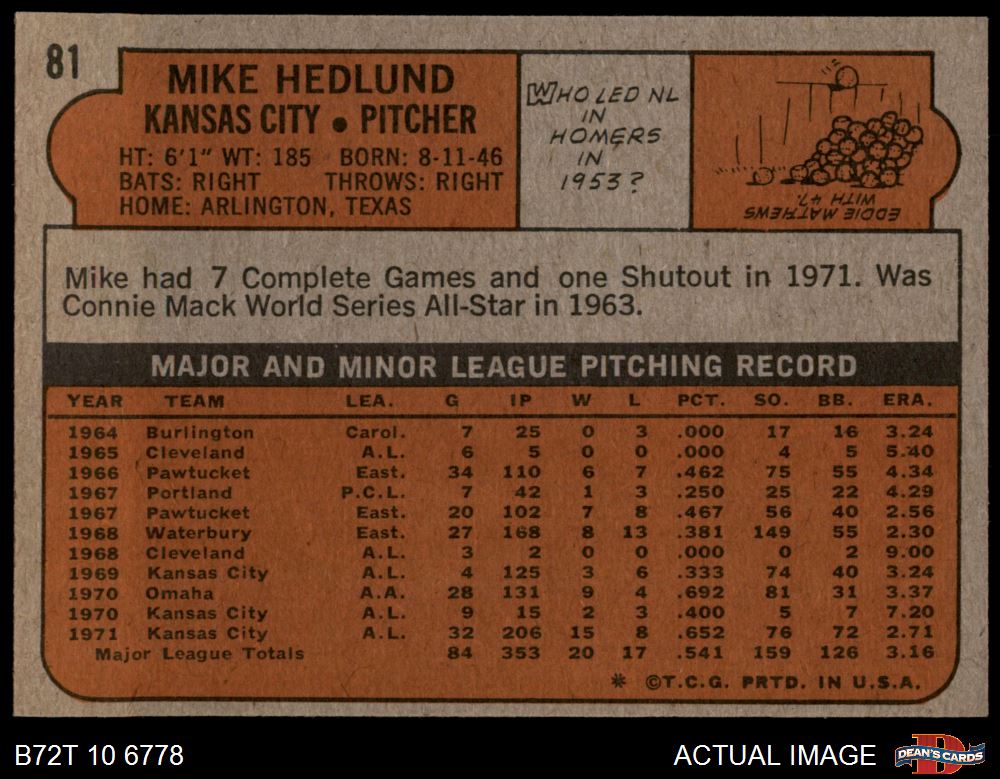 81
MIKE HEDLUND
KANSAS CITY • PITCHER
HT: 6'1" WT: 185 BORN: 8-11-46
BATS: RIGHT THROWS: RIGHT
HOME: ARLINGTON, TEXAS
WHO LED NL
IN
HOMERS
IN
1953?
EDDIE MATHEWS
WITH 47.
Mike had 7 Complete Games and one Shutout in 1971. Was
Connie Mack World Series All-Star in 1963.
MAJOR AND MINOR LEAGUE PITCHING RECORD
YEAR TEAM LEA. G IP W L PCT. SO. BB. ERA.
1964 Burlington Carol. 7 25 0 3 .000 17 16 3.24
1965 Cleveland A.L. 6 5 0 0 .000 4 5 5.40
1966 Pawtucket East. 34 110 6 7 .462 75 55 4.34
1967 Portland P.C.L. 7 42 1 3 .250 25 22 4.29
1967 Pawtucket East. 20 102 7 8 .467 56 40 2.56
1968 Waterbury East. 27 168 8 13 .381 149 55 2.30
1968 Cleveland A.L. 3 2 0 0 .000 0 2 9.00
1969 Kansas City A.L. 4 125 3 6 .333 74 40 3.24
1970 Omaha A.A. 28 131 9 4 .692 81 31 3.37
1970 Kansas City A.L. 9 15 2 3 .400 5 7 7.20
1971 Kansas City A.L. 32 206 15 8 .652 76 72 2.71
Major League Totals 84 353 20 17 .541 159 126 3.16
* ©T.C.G. PRTD. IN U.S.A.
B72T 10 6778
ACTUAL IMAGE
D
DEAN'S CARDS